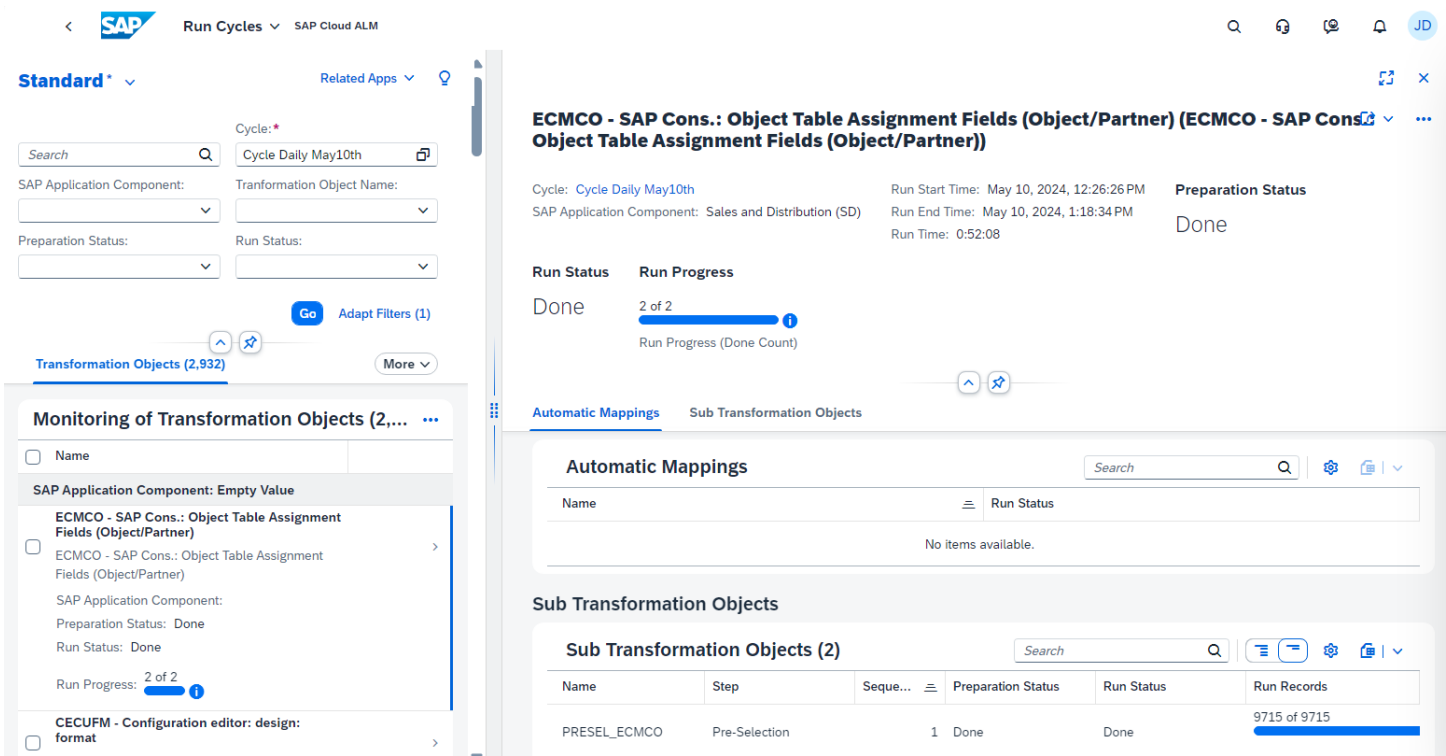 SAP Run Cycles SAP Cloud ALM JD
Standard * Related Apps
Cycle:*
Search Cycle Daily May10th
SAP Application Component: Tranformation Object Name:
Preparation Status: Run Status:
Go Adapt Filters (1)
Transformation Objects (2,932) More
Monitoring of Transformation Objects (2,...
Name
SAP Application Component: Empty Value
ECMCO - SAP Cons.: Object Table Assignment
Fields (Object/Partner)
ECMCO - SAP Cons.: Object Table Assignment
Fields (Object/Partner)
SAP Application Component:
Preparation Status: Done
Run Status: Done
Run Progress: 2 of 2
CECUFM - Configuration editor: design:
format
ECMCO - SAP Cons.: Object Table Assignment Fields (Object/Partner) (ECMCO - SAP Cons
Object Table Assignment Fields (Object/Partner))
Cycle: Cycle Daily May10th
SAP Application Component: Sales and Distribution (SD)
Run Start Time: May 10, 2024, 12:26:26 PM
Run End Time: May 10, 2024, 1:18:34 PM
Run Time: 0:52:08
Preparation Status
Done
Run Status
Done
Run Progress
2 of 2
Run Progress (Done Count)
Automatic Mappings Sub Transformation Objects
Automatic Mappings Search
Name Run Status
No items available.
Sub Transformation Objects
Sub Transformation Objects (2) Search
Name Step Seque... Preparation Status Run Status Run Records
PRESEL_ECMCO Pre-Selection 1 Done Done 9715 of 9715